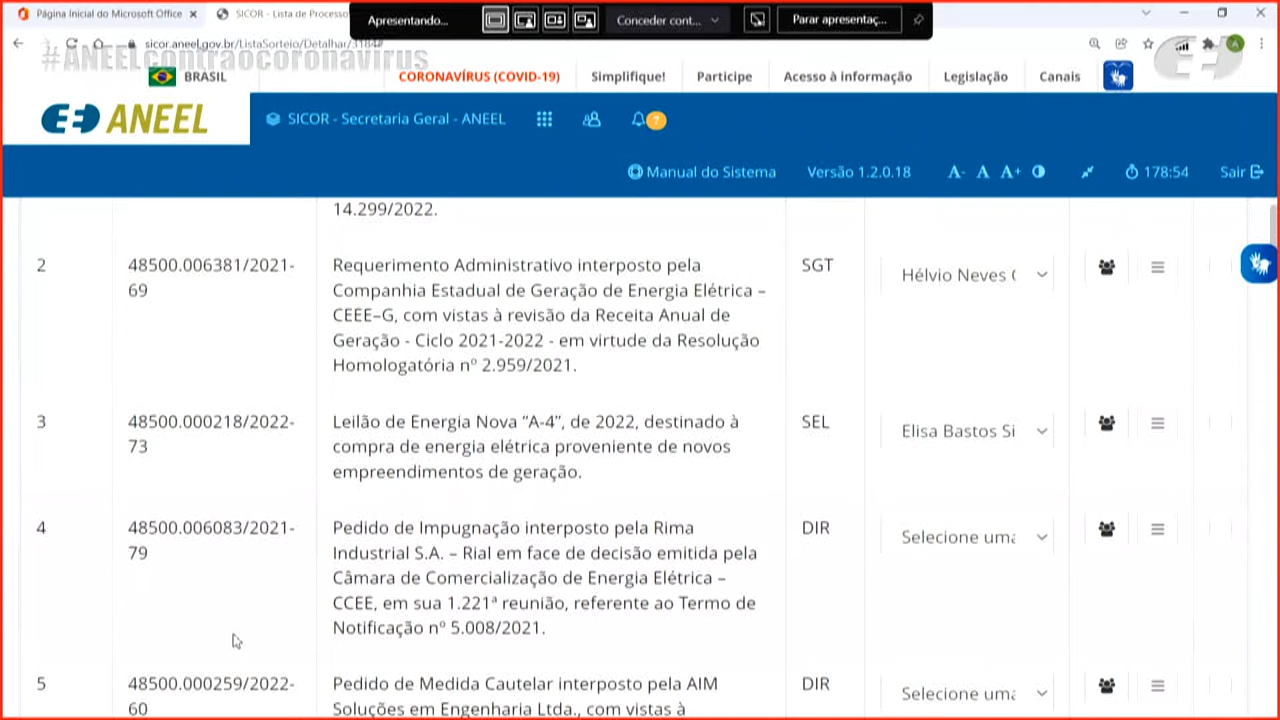 Página Inicial do Microsoft Office
SICOR - Lista de Processo
Apresentando...
Conceder cont...
Parar apresentaç...
sicor.aneel.gov.br/ListaSorteio/Detalhar/
#ANEELcontraocoronavírus
BRASIL
CORONAVÍRUS (COVID-19)
Simplifique!
Participe
Acesso à informação
Legislação
Canais
ANEEL
SICOR - Secretaria Geral - ANEEL
?
Manual do Sistema
Versão 1.2.0.18
A- A A+
178:54
Sair
14.299/2022.
2
48500.006381/2021-
69
Requerimento Administrativo interposto pela
Companhia Estadual de Geração de Energia Elétrica –
CEEE–G, com vistas à revisão da Receita Anual de
Geração - Ciclo 2021-2022 - em virtude da Resolução
Homologatória nº 2.959/2021.
SGT
Hélvio Neves
3
48500.000218/2022-
73
Leilão de Energia Nova “A-4”, de 2022, destinado à
compra de energia elétrica proveniente de novos
empreendimentos de geração.
SEL
Elisa Bastos Si
4
48500.006083/2021-
79
Pedido de Impugnação interposto pela Rima
Industrial S.A. – Rial em face de decisão emitida pela
Câmara de Comercialização de Energia Elétrica –
CCEE, em sua 1.221ª reunião, referente ao Termo de
Notificação nº 5.008/2021.
DIR
Selecione uma
5
48500.000259/2022-
60
Pedido de Medida Cautelar interposto pela AIM
Soluções em Engenharia Ltda., com vistas à
DIR
Selecione uma